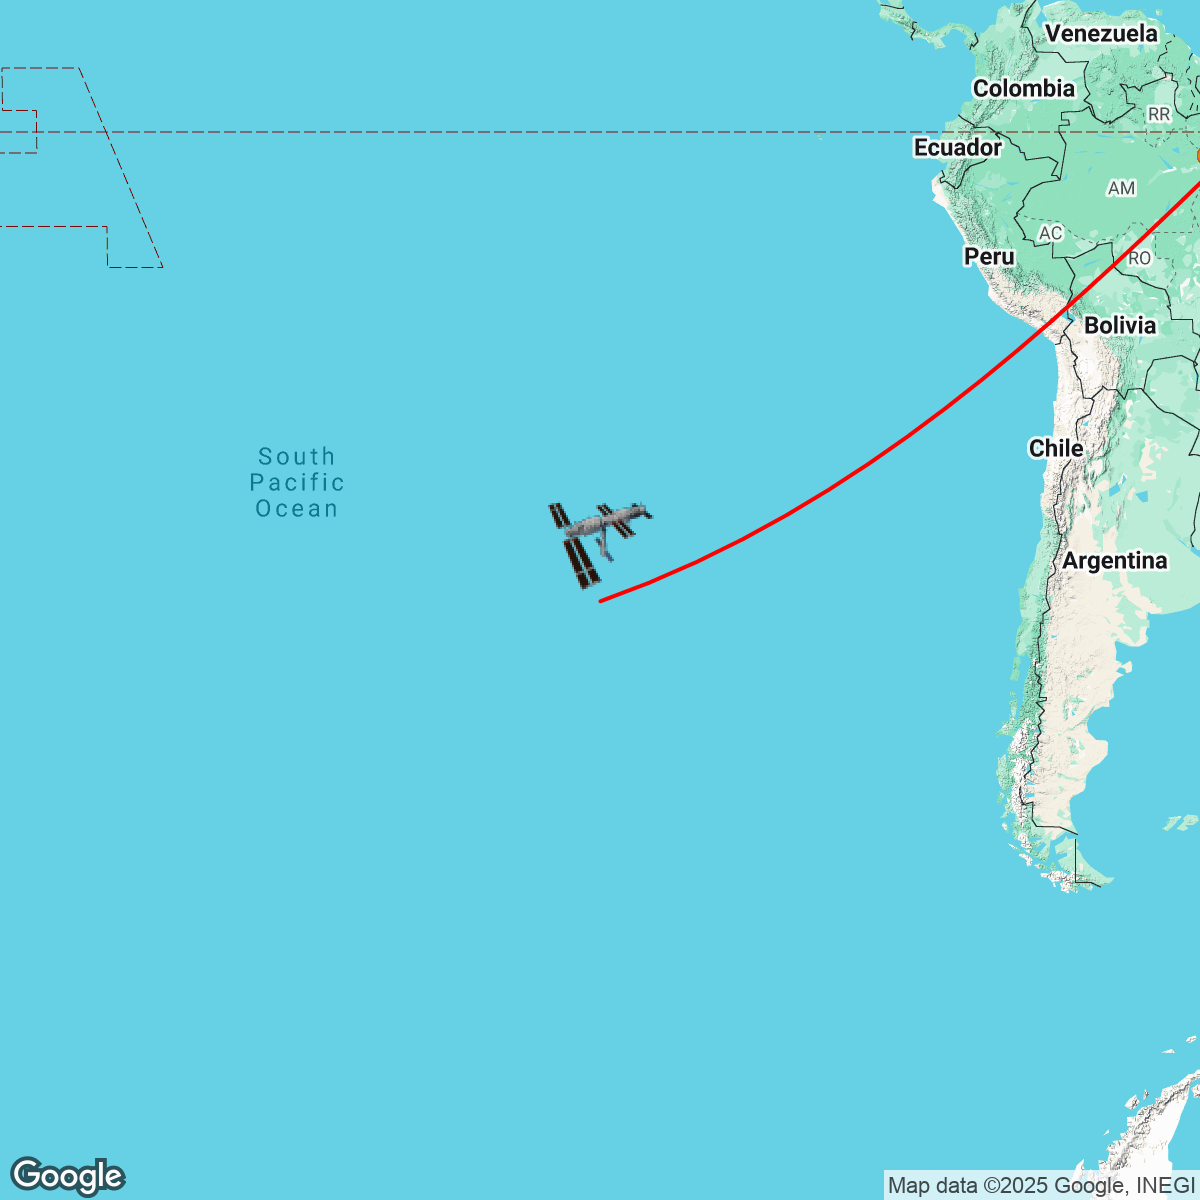 Venezuela
Colombia
RR
Ecuador
AM
AC
Peru
RO
Bolivia
Chile
South
Pacific
Ocean
Argentina
Google
Map data ©2025 Google, INEGI